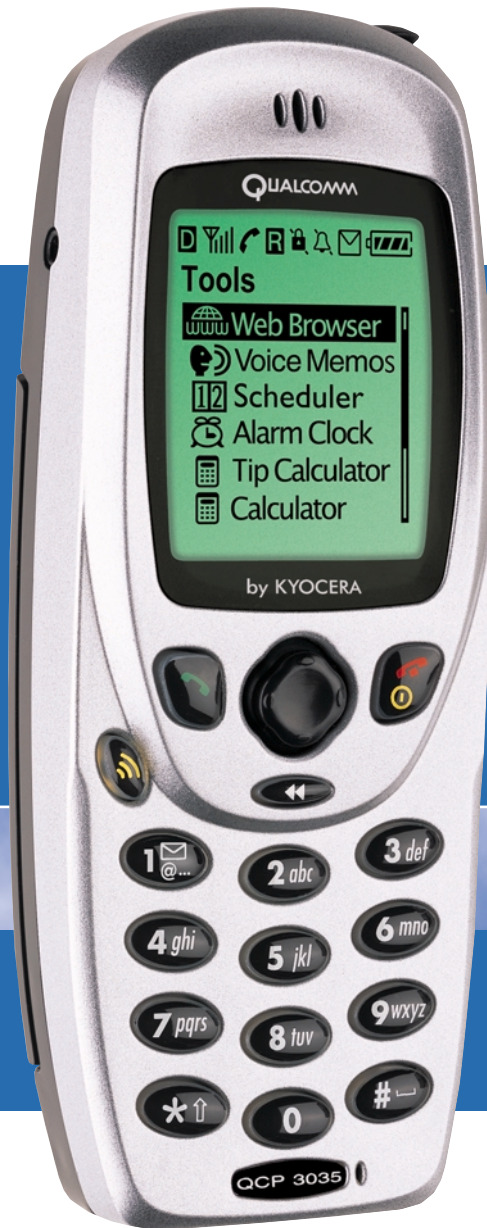 QUALCOMM
D R
Tools
www Web Browser
Voice Memos
12 Scheduler
Alarm Clock
Tip Calculator
Calculator
by KYOCERA
1 @...
2 abc
3 def
4 ghi
5 jkl
6 mno
7 pqrs
8 tuv
9 wxyz
* ⇧
0
#
QCP 3035